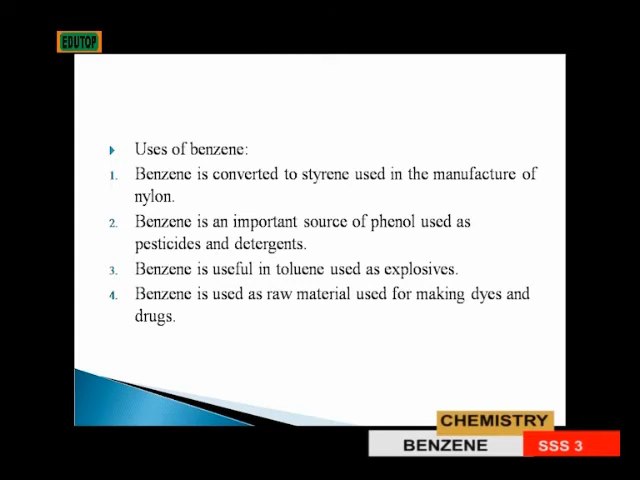 EDUTOP
Uses of benzene:
1. Benzene is converted to styrene used in the manufacture of
nylon.
2. Benzene is an important source of phenol used as
pesticides and detergents.
3. Benzene is useful in toluene used as explosives.
4. Benzene is used as raw material used for making dyes and
drugs.
CHEMISTRY
BENZENE SSS 3